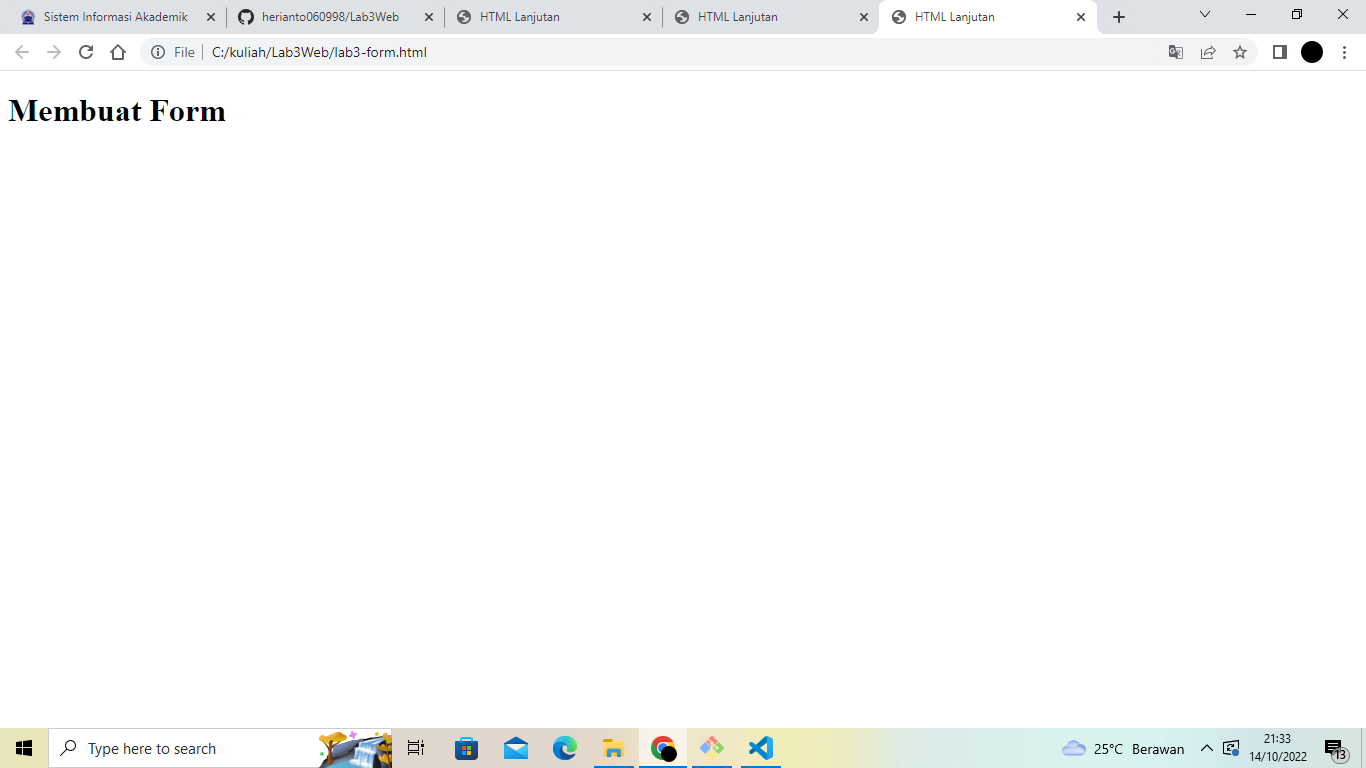 Sistem Informasi Akademik
herianto060998/Lab3Web
HTML Lanjutan
HTML Lanjutan
HTML Lanjutan
File
C:/kuliah/Lab3Web/lab3-form.html
Membuat Form
Type here to search
25°C Berawan
21:33
14/10/2022
13